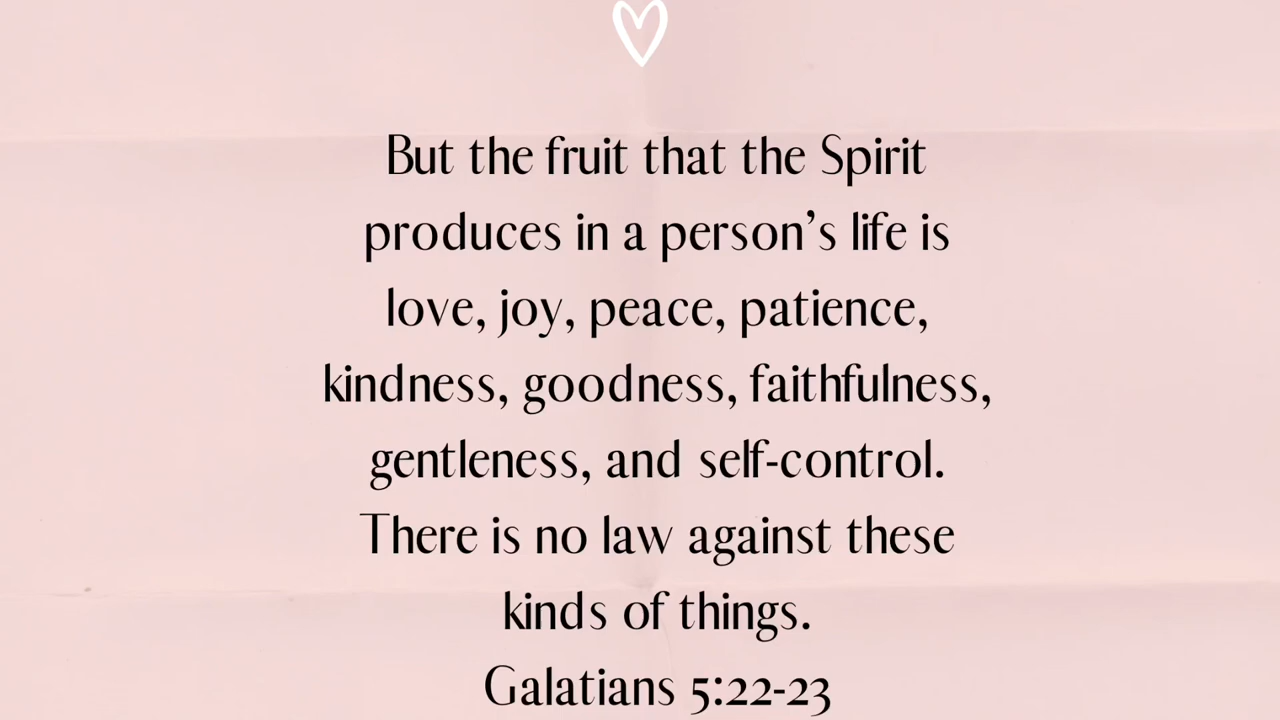 But the fruit that the Spirit
produces in a person’s life is
love, joy, peace, patience,
kindness, goodness, faithfulness,
gentleness, and self-control.
There is no law against these
kinds of things.
Galatians 5:22-23